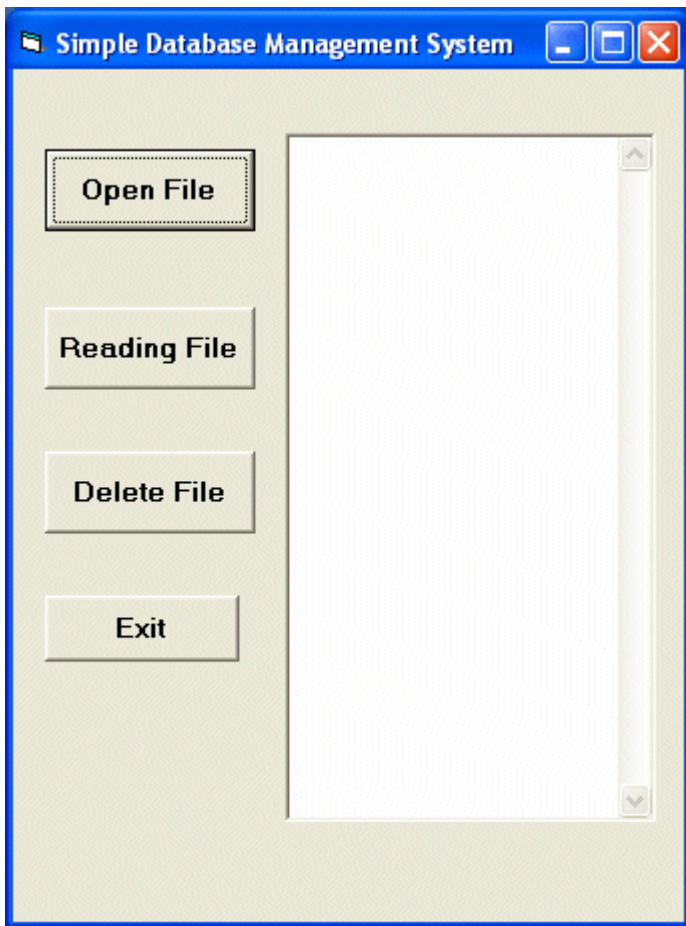 Simple Database Management System
Open File
Reading File
Delete File
Exit